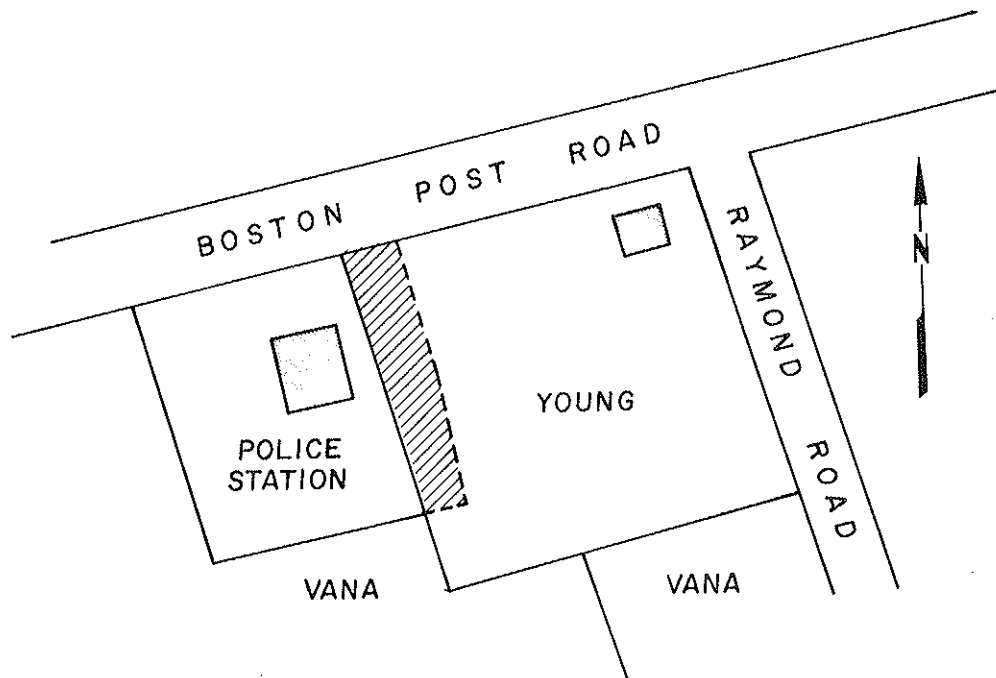 BOSTON POST ROAD
RAYMOND ROAD
N
YOUNG
POLICE
STATION
VANA
VANA